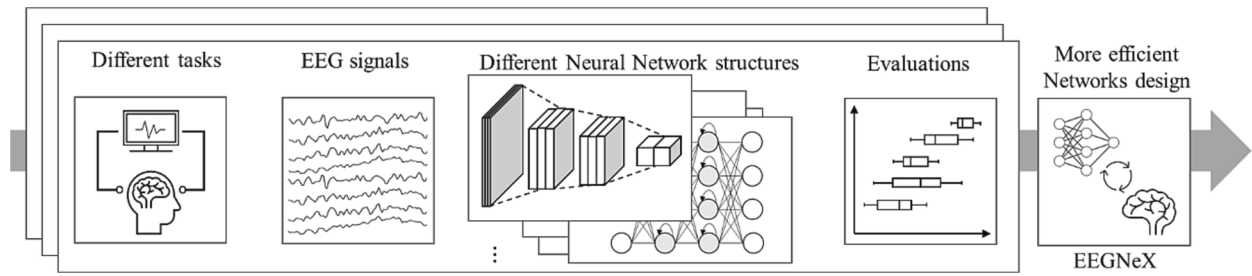 Different tasks
EEG signals
Different Neural Network structures
Evaluations
More efficient
Networks design
EEGNeX